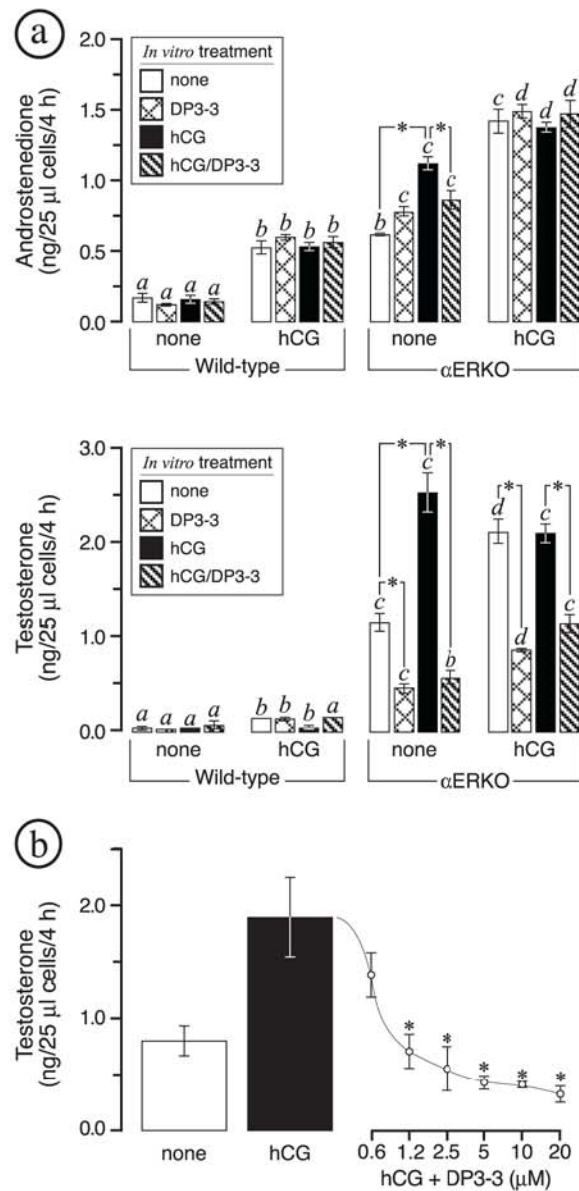 a
Androstenedione
(ng/25 μl cells/4 h)
2.0
1.5
1.0
0.5
0.0
In vitro treatment
none
DP3-3
hCG
hCG/DP3-3
a a a a
b b b b
b c c c
* *
c d d d
none hCG none hCG
Wild-type αERKO
Testosterone
(ng/25 μl cells/4 h)
3.0
2.0
1.0
0.0
In vitro treatment
none
DP3-3
hCG
hCG/DP3-3
a a a a
b b b a
* *
c * c c b
* *
d d c c
none hCG none hCG
Wild-type αERKO
b
Testosterone
(ng/25 μl cells/4 h)
2.0
1.0
0.0
* * * * *
none hCG
0.6 1.2 2.5 5 10 20
hCG + DP3-3 (μM)